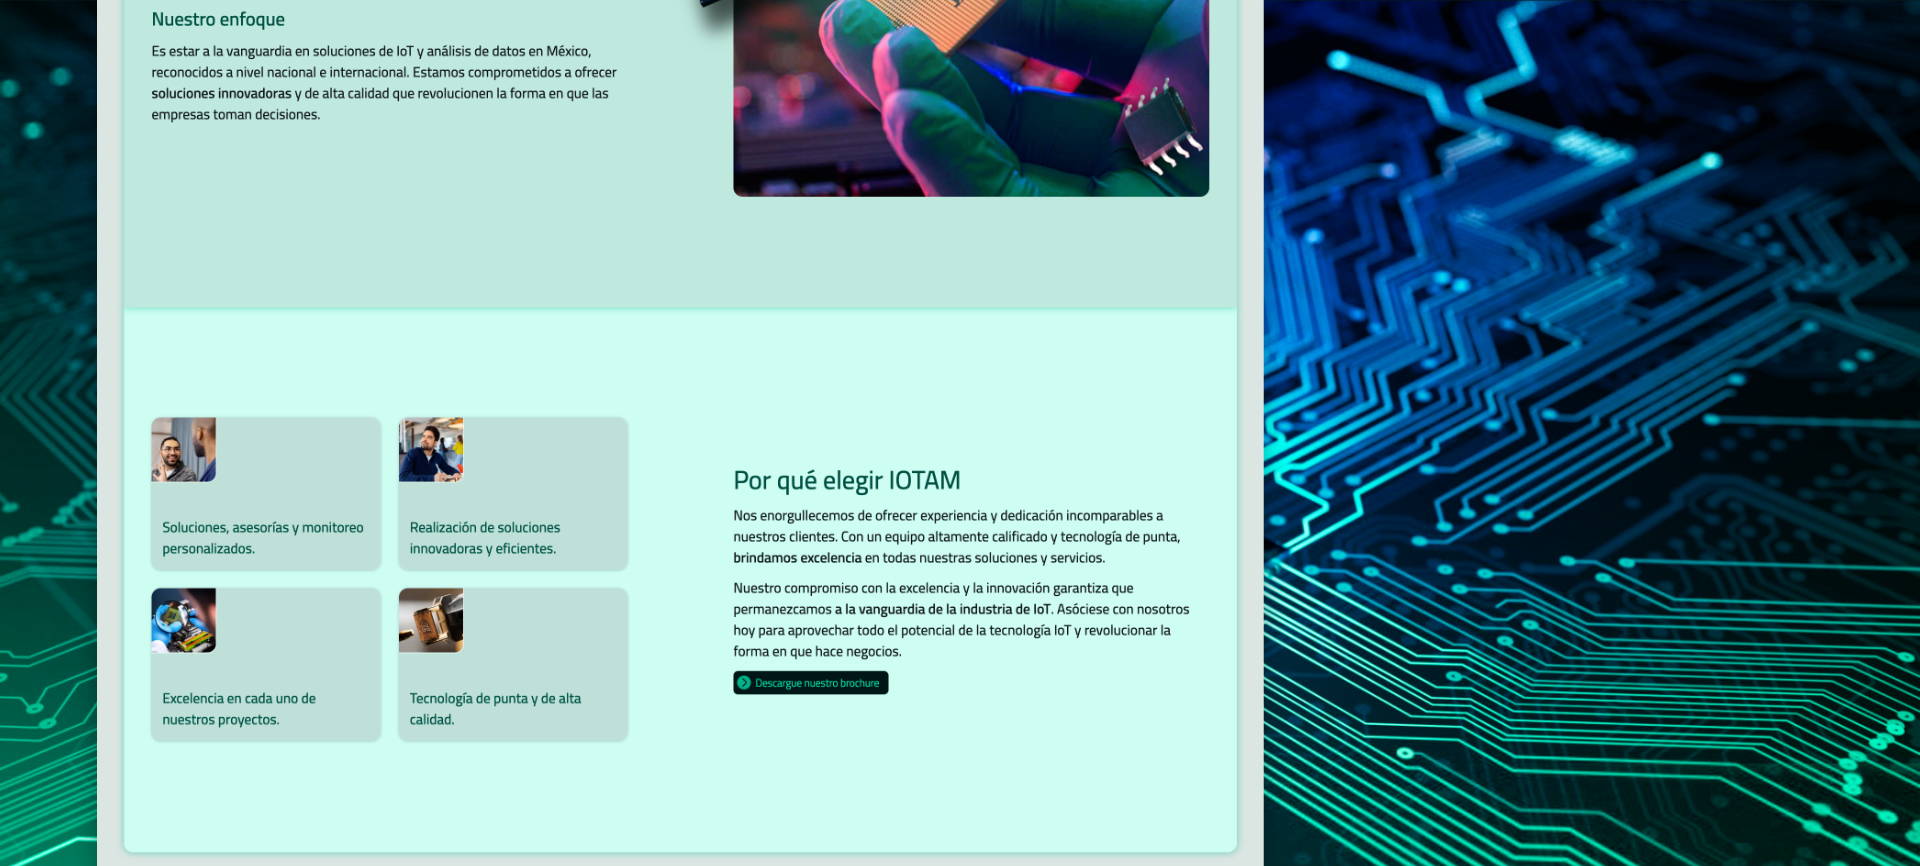 Nuestro enfoque
Es estar a la vanguardia en soluciones de IoT y análisis de datos en México,
reconocidos a nivel nacional e internacional. Estamos comprometidos a ofrecer
soluciones innovadoras y de alta calidad que revolucionen la forma en que las
empresas toman decisiones.
Soluciones, asesorías y monitoreo
personalizados.
Realización de soluciones
innovadoras y eficientes.
Excelencia en cada uno de
nuestros proyectos.
Tecnología de punta y de alta
calidad.
Por qué elegir IOTAM
Nos enorgullecemos de ofrecer experiencia y dedicación incomparables a
nuestros clientes. Con un equipo altamente calificado y tecnología de punta,
brindamos excelencia en todas nuestras soluciones y servicios.
Nuestro compromiso con la excelencia y la innovación garantiza que
permanezcamos a la vanguardia de la industria de IoT. Asóciese con nosotros
hoy para aprovechar todo el potencial de la tecnología IoT y revolucionar la
forma en que hace negocios.
Descargue nuestro brochure